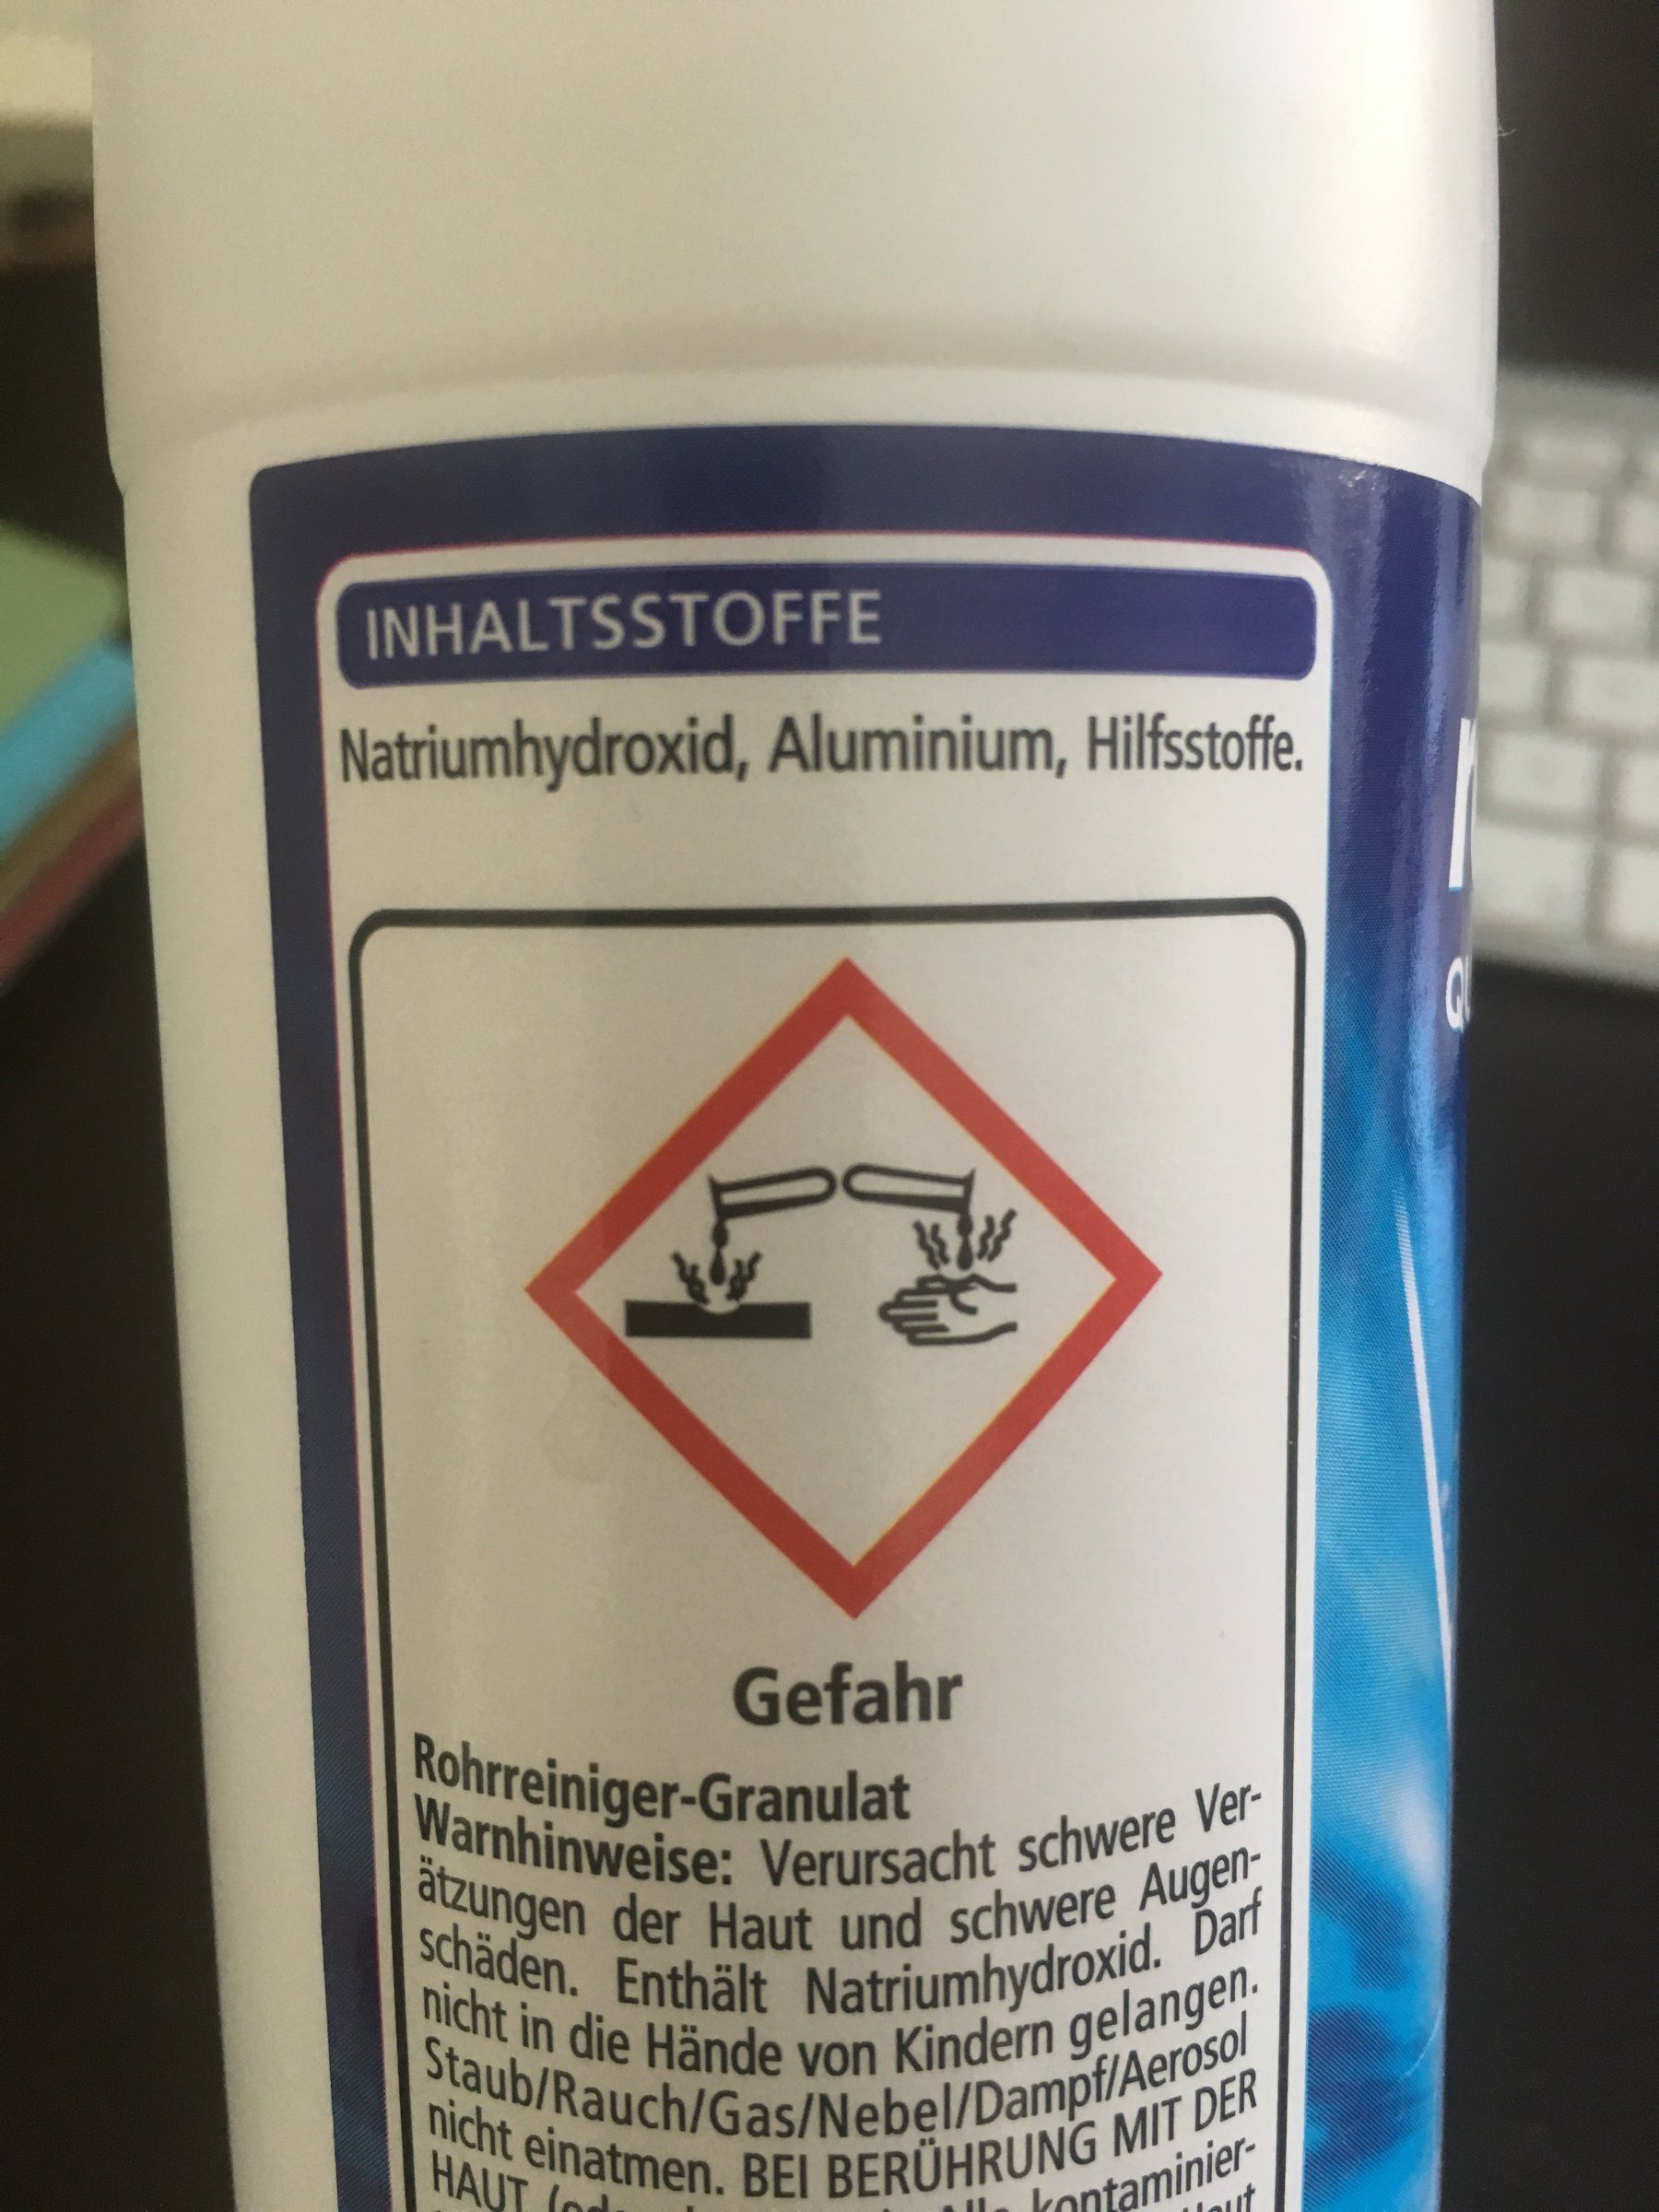 INHALTSSTOFFE
Natriumhydroxid, Aluminium, Hilfsstoffe.
Gefahr
Rohrreiniger-Granulat
Warnhinweise: Verursacht schwere Ver-
ätzungen der Haut und schwere Augen-
schäden. Enthält Natriumhydroxid. Darf
nicht in die Hände von Kindern gelangen.
Staub/Rauch/Gas/Nebel/Dampf/Aerosol
nicht einatmen. BEI BERÜHRUNG MIT DER
HAUT kontaminier-